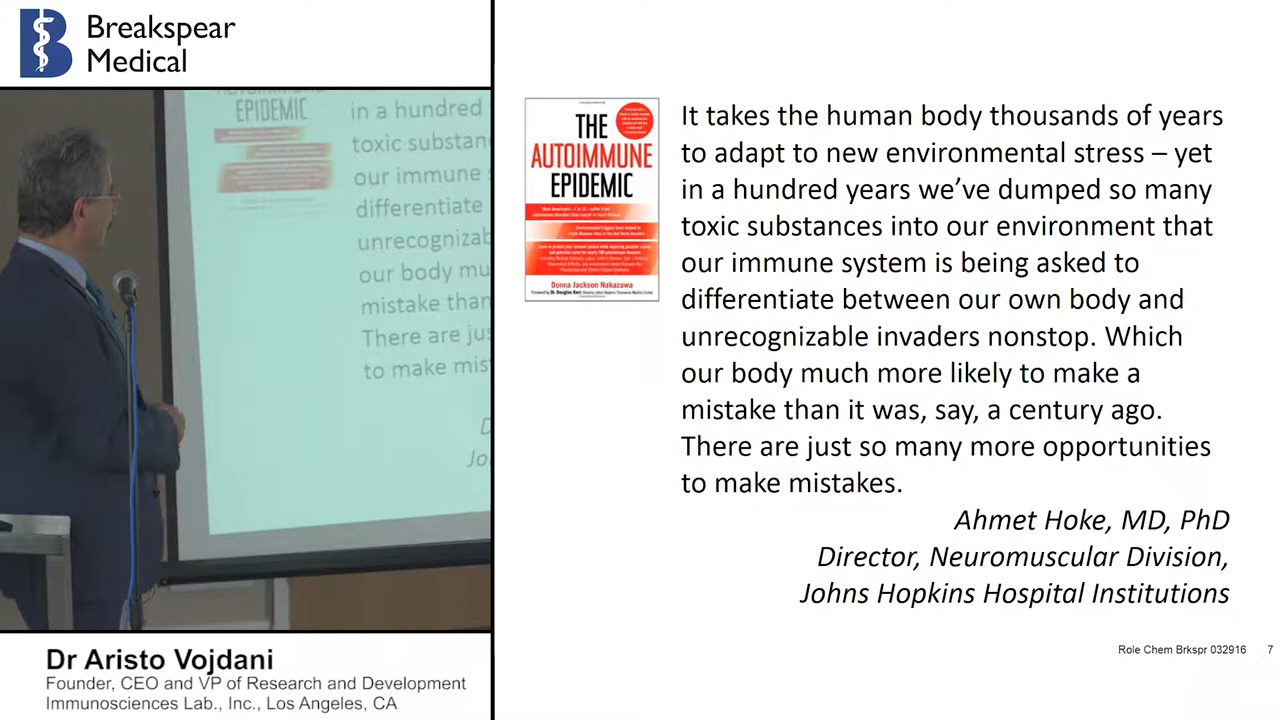 Breakspear
Medical
EPIDEMIC
in a hundred
toxic substan
our immune
differentiate
unrecognizab
our body mu
mistake than
There are jus
to make mist
Jo
THE
AUTOIMMUNE
EPIDEMIC
Donna Jackson Nakazawa
It takes the human body thousands of years
to adapt to new environmental stress – yet
in a hundred years we’ve dumped so many
toxic substances into our environment that
our immune system is being asked to
differentiate between our own body and
unrecognizable invaders nonstop. Which
our body much more likely to make a
mistake than it was, say, a century ago.
There are just so many more opportunities
to make mistakes.
Ahmet Hoke, MD, PhD
Director, Neuromuscular Division,
Johns Hopkins Hospital Institutions
Role Chem Brkspr 032916 7
Dr Aristo Vojdani
Founder, CEO and VP of Research and Development
Immunosciences Lab., Inc., Los Angeles, CA